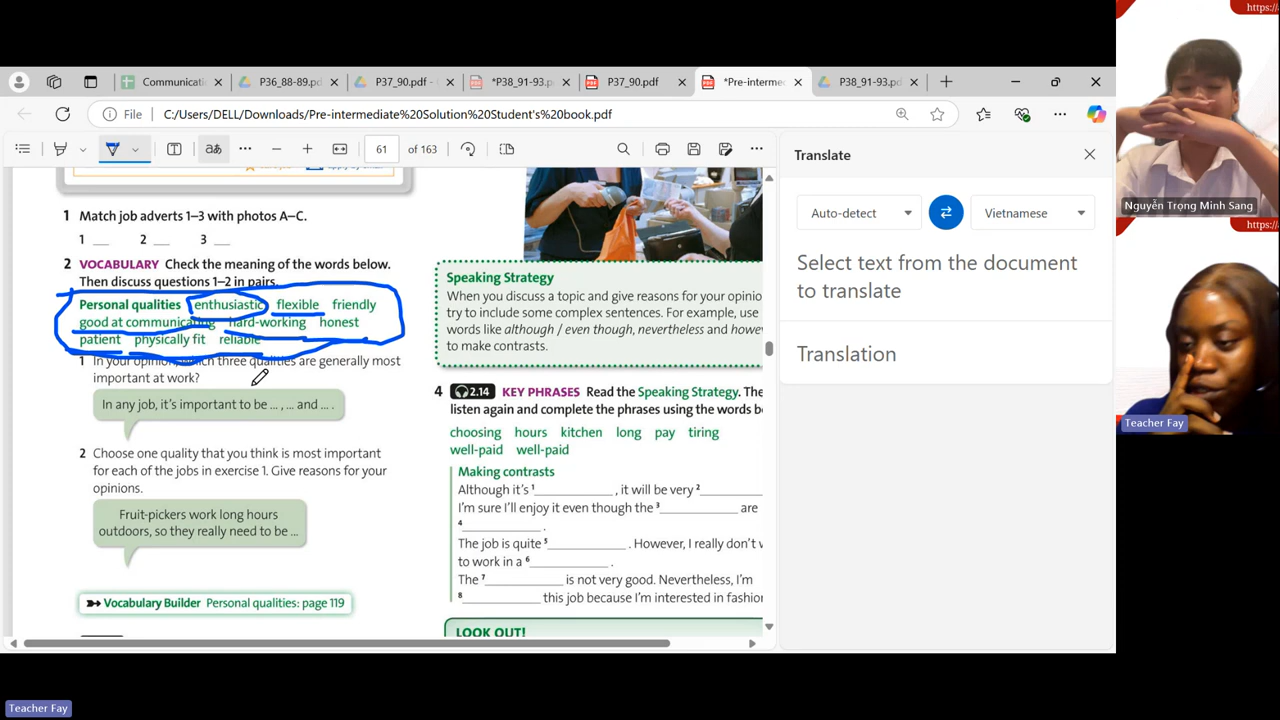 https://
Communicati
P36_88-89.pd
P37_90.pdf -
*P38_91-93.p
P37_90.pdf
*Pre-intermed
P38_91-93.pd
File
C:/Users/DELL/Downloads/Pre-intermediate%20Solution%20Student's%20book.pdf
61 of 163
1 Match job adverts 1–3 with photos A–C.
1 ___ 2 ___ 3 ___
2 VOCABULARY Check the meaning of the words below.
Then discuss questions 1–2 in pairs.
Personal qualities enthusiastic flexible friendly
good at communicating hard-working honest
patient physically fit reliable
1 In your opinion, which three qualities are generally most
important at work?
In any job, it's important to be ... , ... and ... .
2 Choose one quality that you think is most important
for each of the jobs in exercise 1. Give reasons for your
opinions.
Fruit-pickers work long hours
outdoors, so they really need to be ...
Vocabulary Builder Personal qualities: page 119
Speaking Strategy
When you discuss a topic and give reasons for your opinio
try to include some complex sentences. For example, use
words like although / even though, nevertheless and howe
to make contrasts.
4 2.14 KEY PHRASES Read the Speaking Strategy. The
listen again and complete the phrases using the words be
choosing hours kitchen long pay tiring
well-paid well-paid
Making contrasts
Although it's 1____________, it will be very 2_________
I'm sure I'll enjoy it even though the 3____________ are
4____________.
The job is quite 5____________. However, I really don't w
to work in a 6____________.
The 7____________ is not very good. Nevertheless, I'm
8____________ this job because I'm interested in fashion
LOOK OUT!
Translate
Auto-detect
Vietnamese
Select text from the document
to translate
Translation
Nguyễn Trọng Minh Sang
https://
Teacher Fay
Teacher Fay